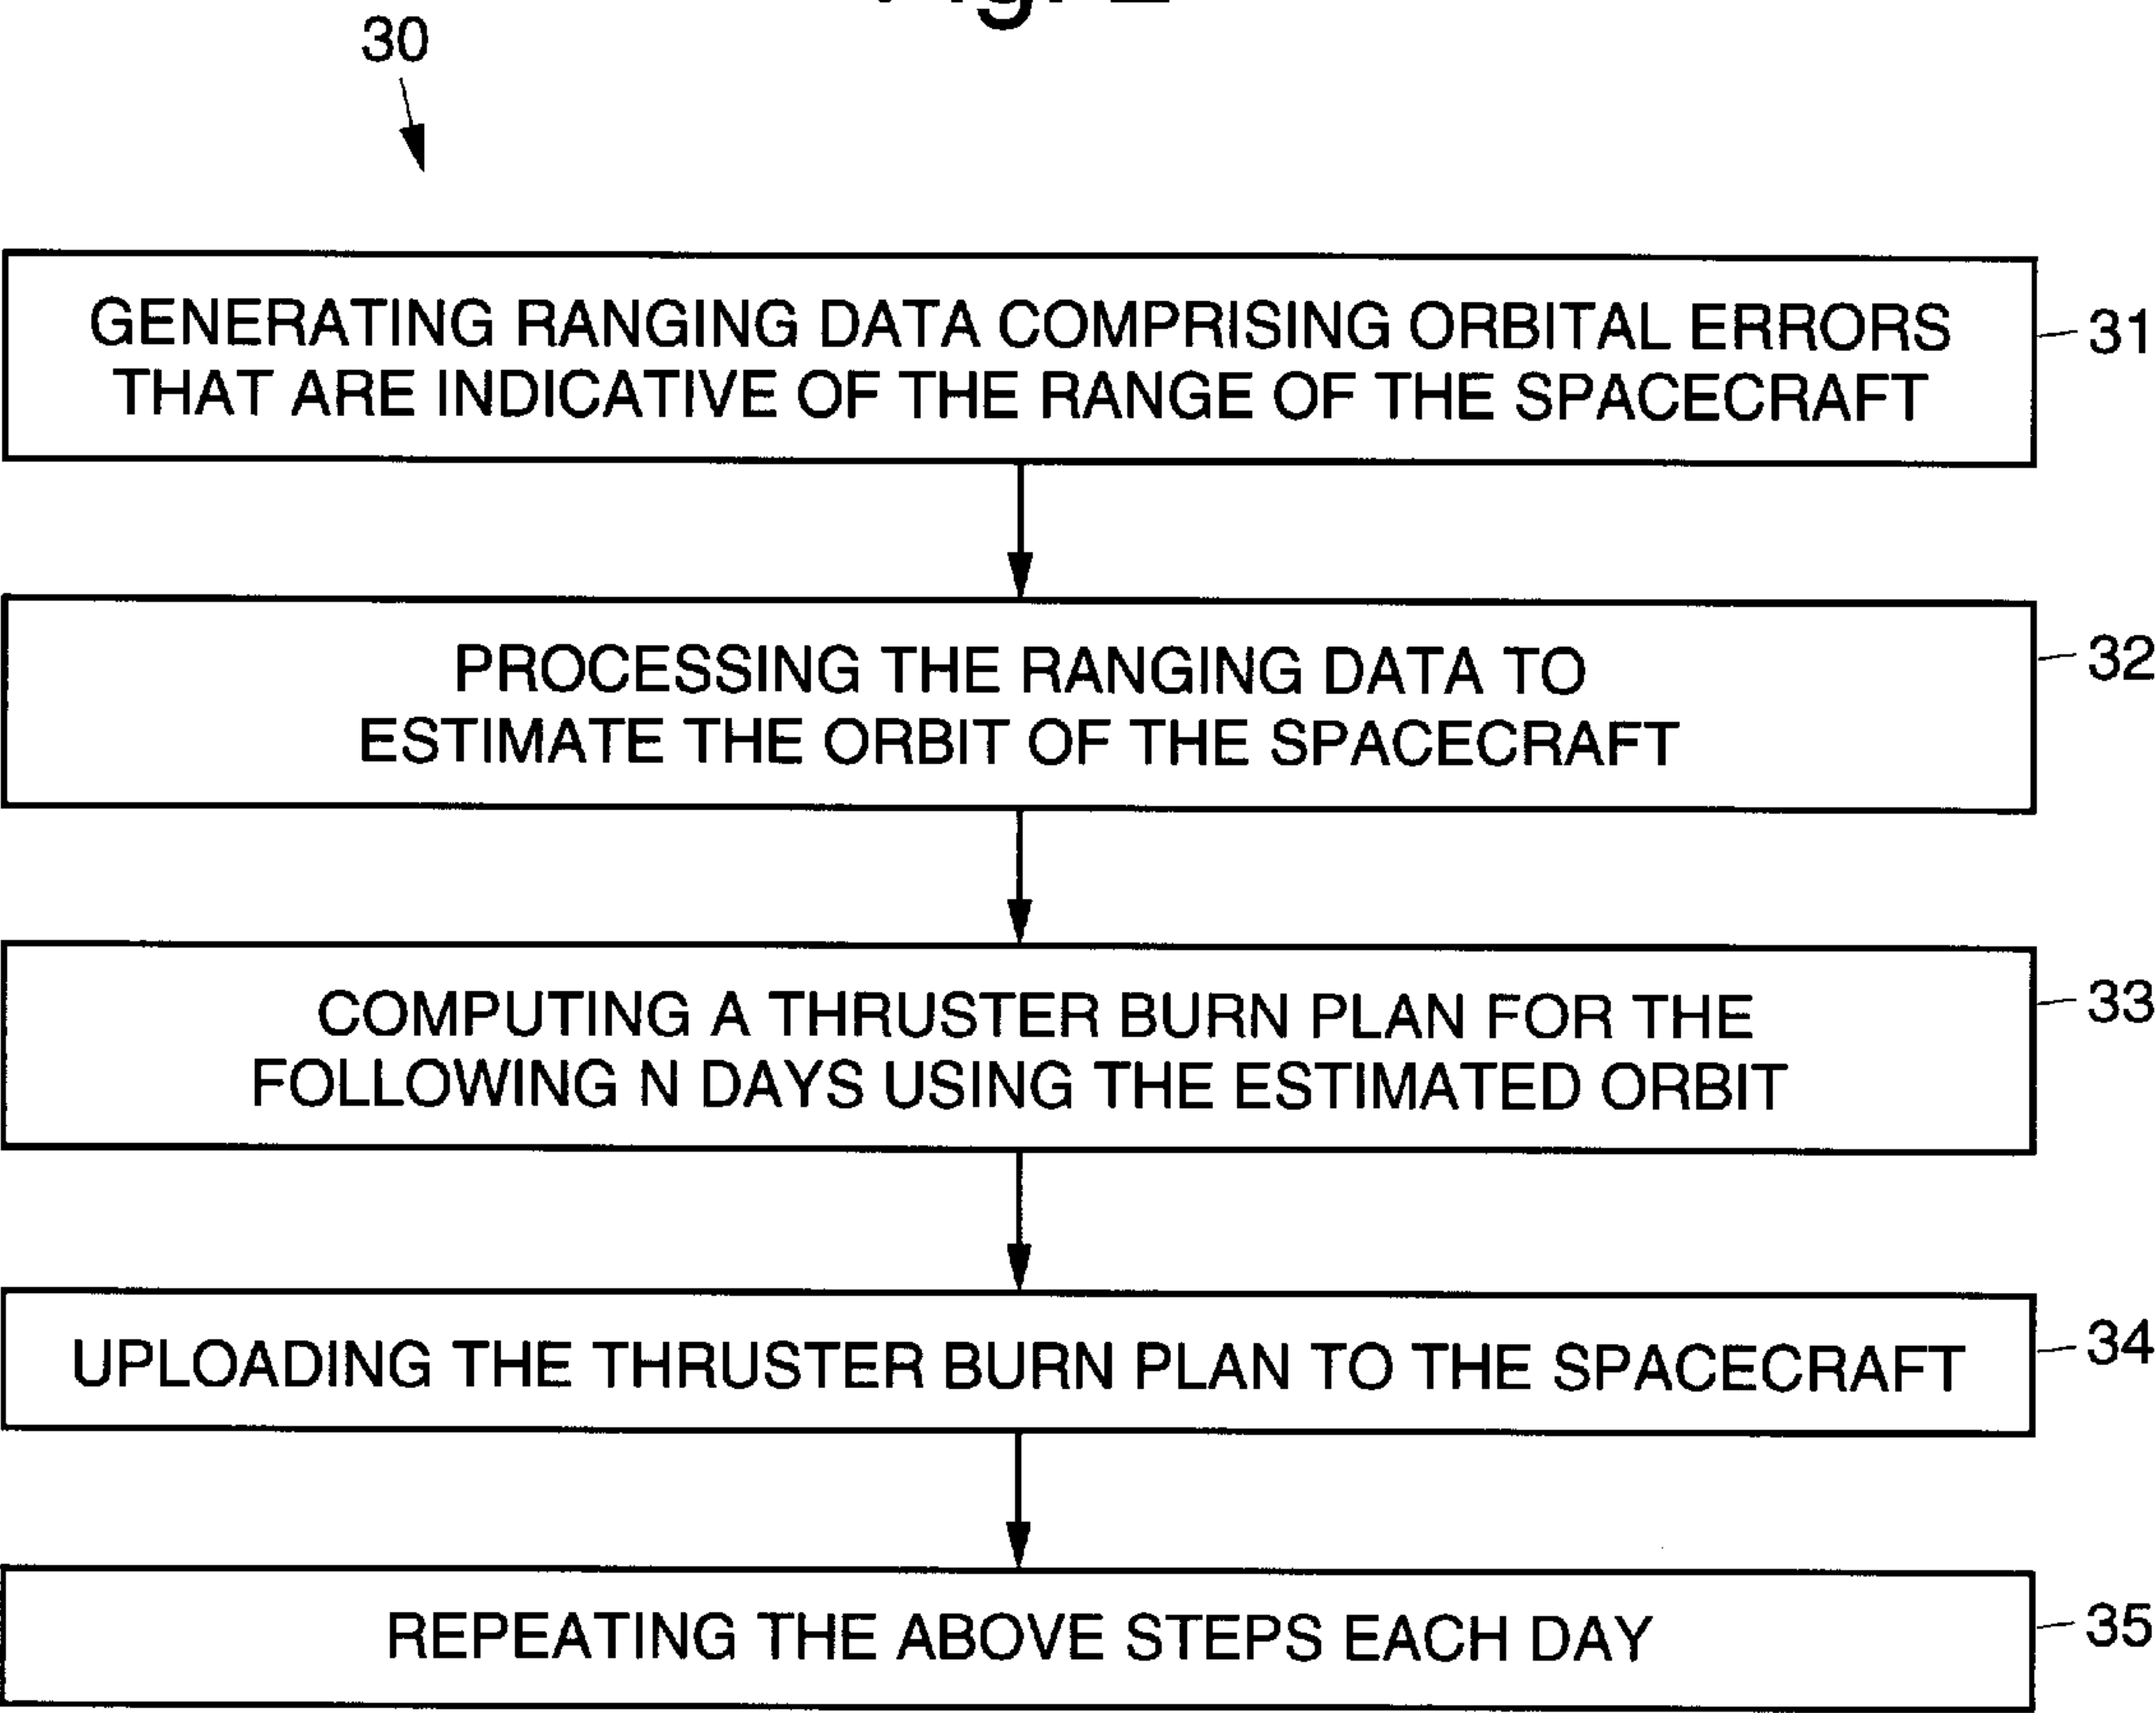 30
GENERATING RANGING DATA COMPRISING ORBITAL ERRORS
THAT ARE INDICATIVE OF THE RANGE OF THE SPACECRAFT
31
PROCESSING THE RANGING DATA TO
ESTIMATE THE ORBIT OF THE SPACECRAFT
32
COMPUTING A THRUSTER BURN PLAN FOR THE
FOLLOWING N DAYS USING THE ESTIMATED ORBIT
33
UPLOADING THE THRUSTER BURN PLAN TO THE SPACECRAFT
34
REPEATING THE ABOVE STEPS EACH DAY
35